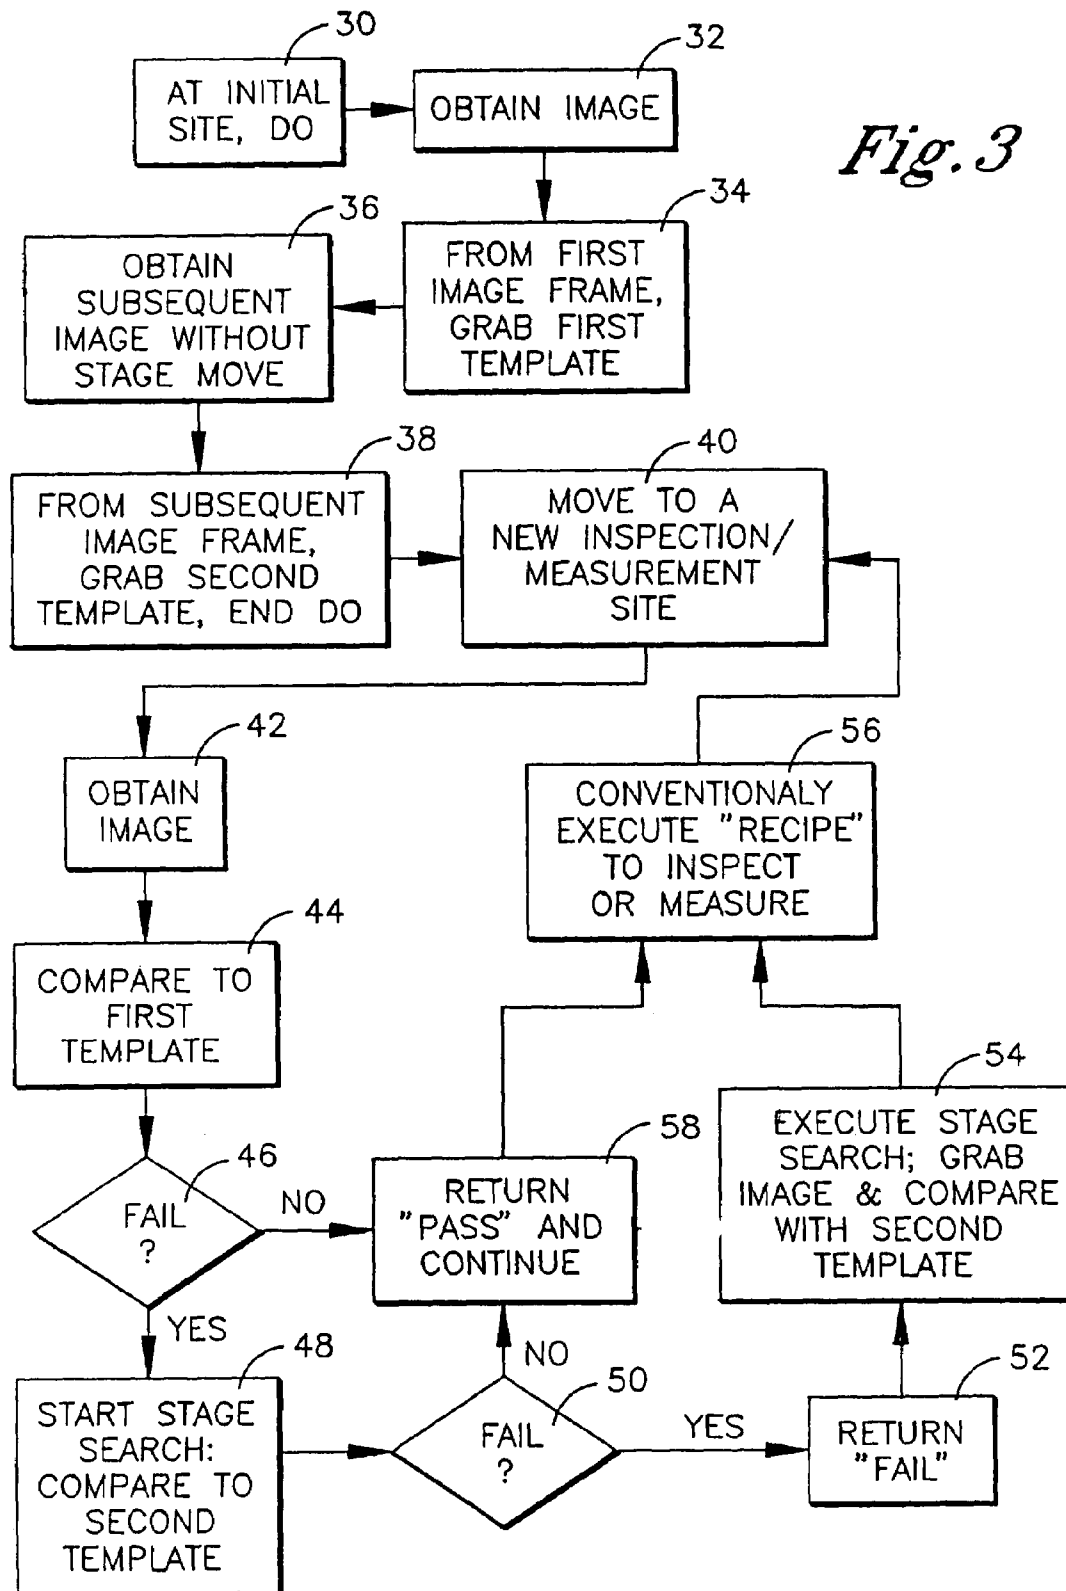 30
AT INITIAL
SITE, DO
32
OBTAIN IMAGE
Fig. 3
34
FROM FIRST
IMAGE FRAME,
GRAB FIRST
TEMPLATE
36
OBTAIN
SUBSEQUENT
IMAGE WITHOUT
STAGE MOVE
38
FROM SUBSEQUENT
IMAGE FRAME,
GRAB SECOND
TEMPLATE, END DO
40
MOVE TO A
NEW INSPECTION/
MEASUREMENT
SITE
42
OBTAIN
IMAGE
44
COMPARE TO
FIRST
TEMPLATE
46
FAIL
?
NO
YES
48
START STAGE
SEARCH:
COMPARE TO
SECOND
TEMPLATE
50
FAIL
?
NO
YES
52
RETURN
"FAIL"
54
EXECUTE STAGE
SEARCH; GRAB
IMAGE & COMPARE
WITH SECOND
TEMPLATE
56
CONVENTIONALY
EXECUTE "RECIPE"
TO INSPECT
OR MEASURE
58
RETURN
"PASS" AND
CONTINUE